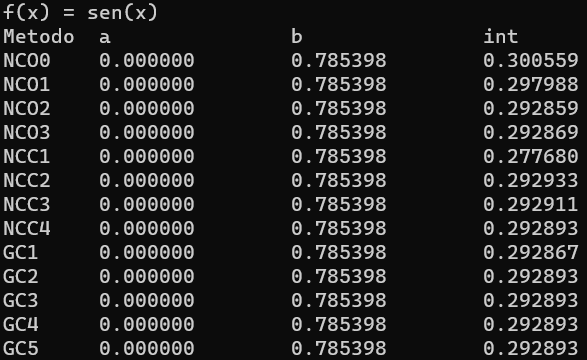 f(x) = sen(x)
Metodo a b int
NCO0 0.000000 0.785398 0.300559
NCO1 0.000000 0.785398 0.297988
NCO2 0.000000 0.785398 0.292859
NCO3 0.000000 0.785398 0.292869
NCC1 0.000000 0.785398 0.277680
NCC2 0.000000 0.785398 0.292933
NCC3 0.000000 0.785398 0.292911
NCC4 0.000000 0.785398 0.292893
GC1 0.000000 0.785398 0.292867
GC2 0.000000 0.785398 0.292893
GC3 0.000000 0.785398 0.292893
GC4 0.000000 0.785398 0.292893
GC5 0.000000 0.785398 0.292893